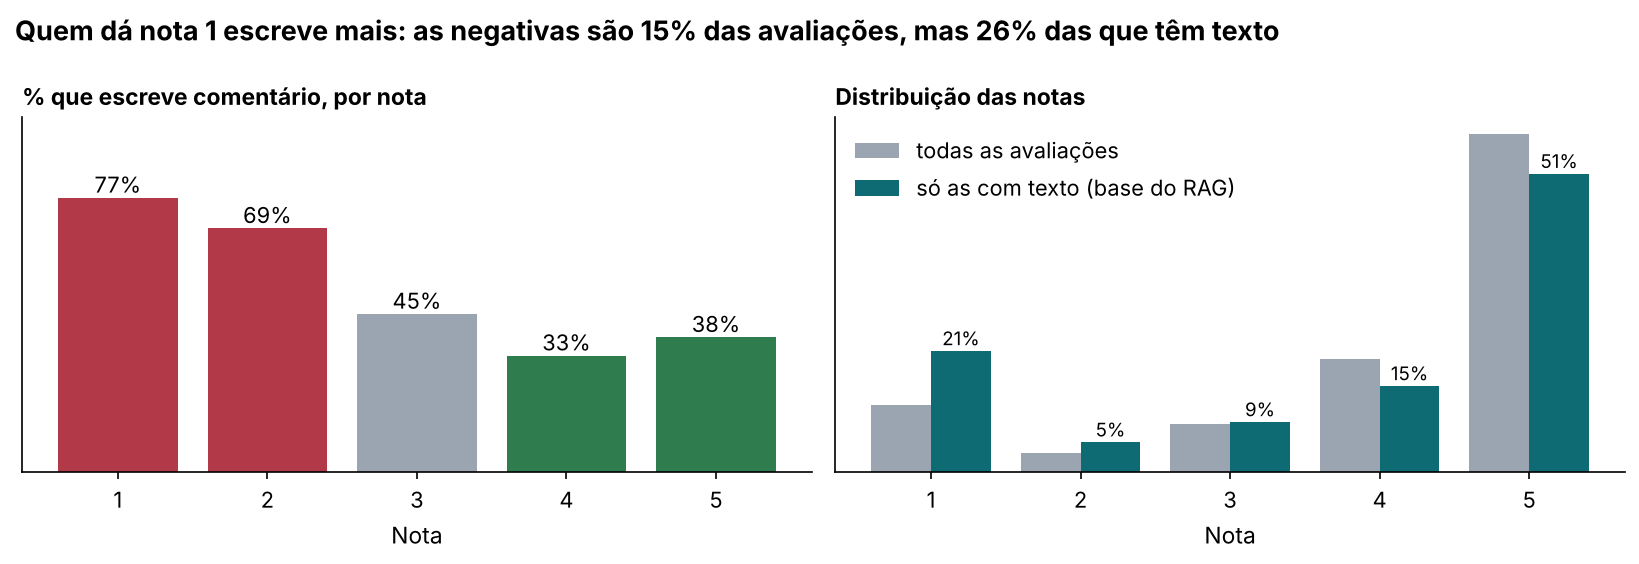 Quem dá nota 1 escreve mais: as negativas são 15% das avaliações, mas 26% das que têm texto
% que escreve comentário, por nota
77%
69%
45%
33%
38%
1
2
3
4
5
Nota
Distribuição das notas
todas as avaliações
só as com texto (base do RAG)
21%
5%
9%
15%
51%
1
2
3
4
5
Nota